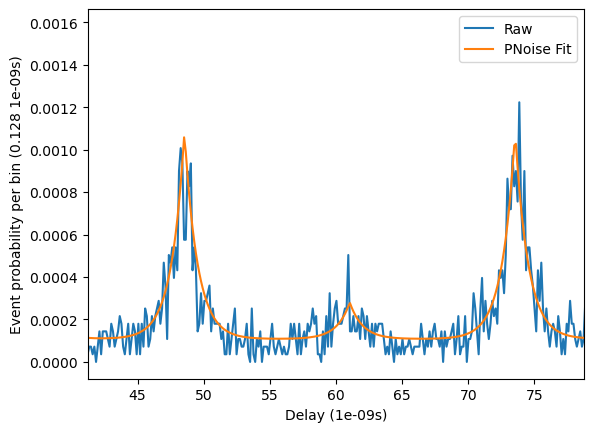 0.0016
0.0014
0.0012
0.0010
0.0008
0.0006
0.0004
0.0002
0.0000
Event probability per bin (0.128 1e-09s)
Raw
PNoise Fit
45 50 55 60 65 70 75
Delay (1e-09s)